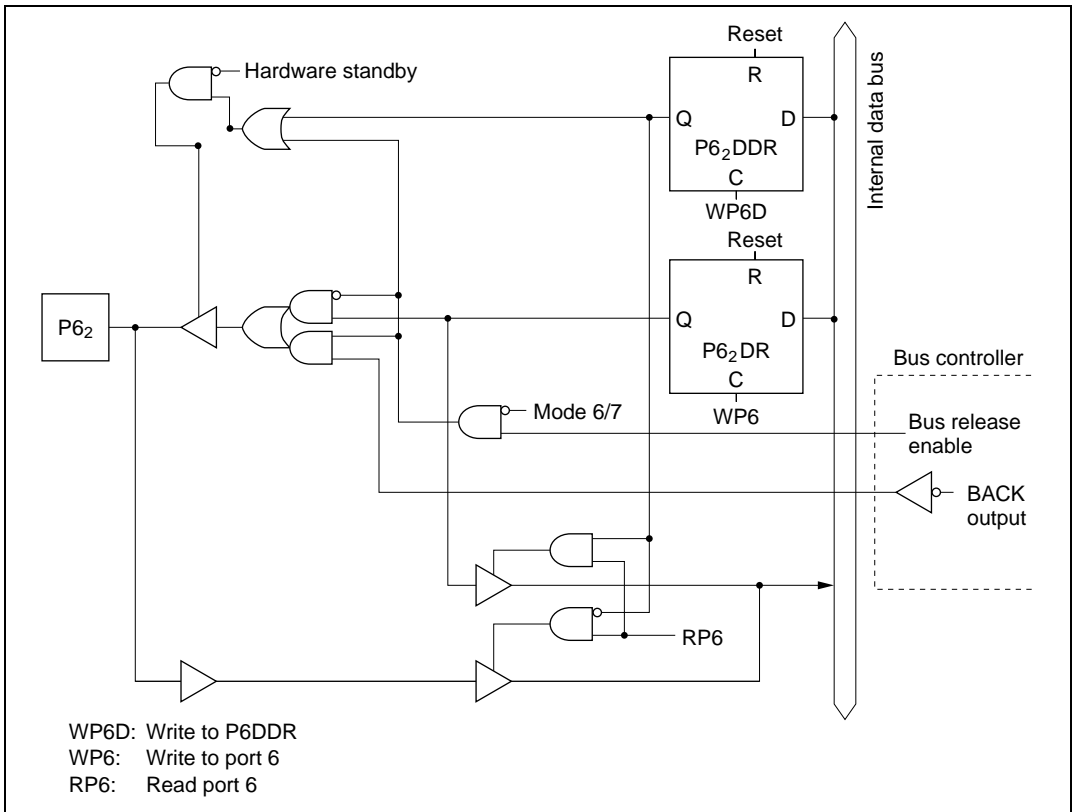 Reset
Hardware standby
R
Q
D
P6₂DDR
C
WP6D
Internal data bus
Reset
R
P6₂
Q
D
P6₂DR
C
WP6
Bus controller
Mode 6/7
Bus release
enable
BACK
output
RP6
WP6D: Write to P6DDR
WP6: Write to port 6
RP6: Read port 6